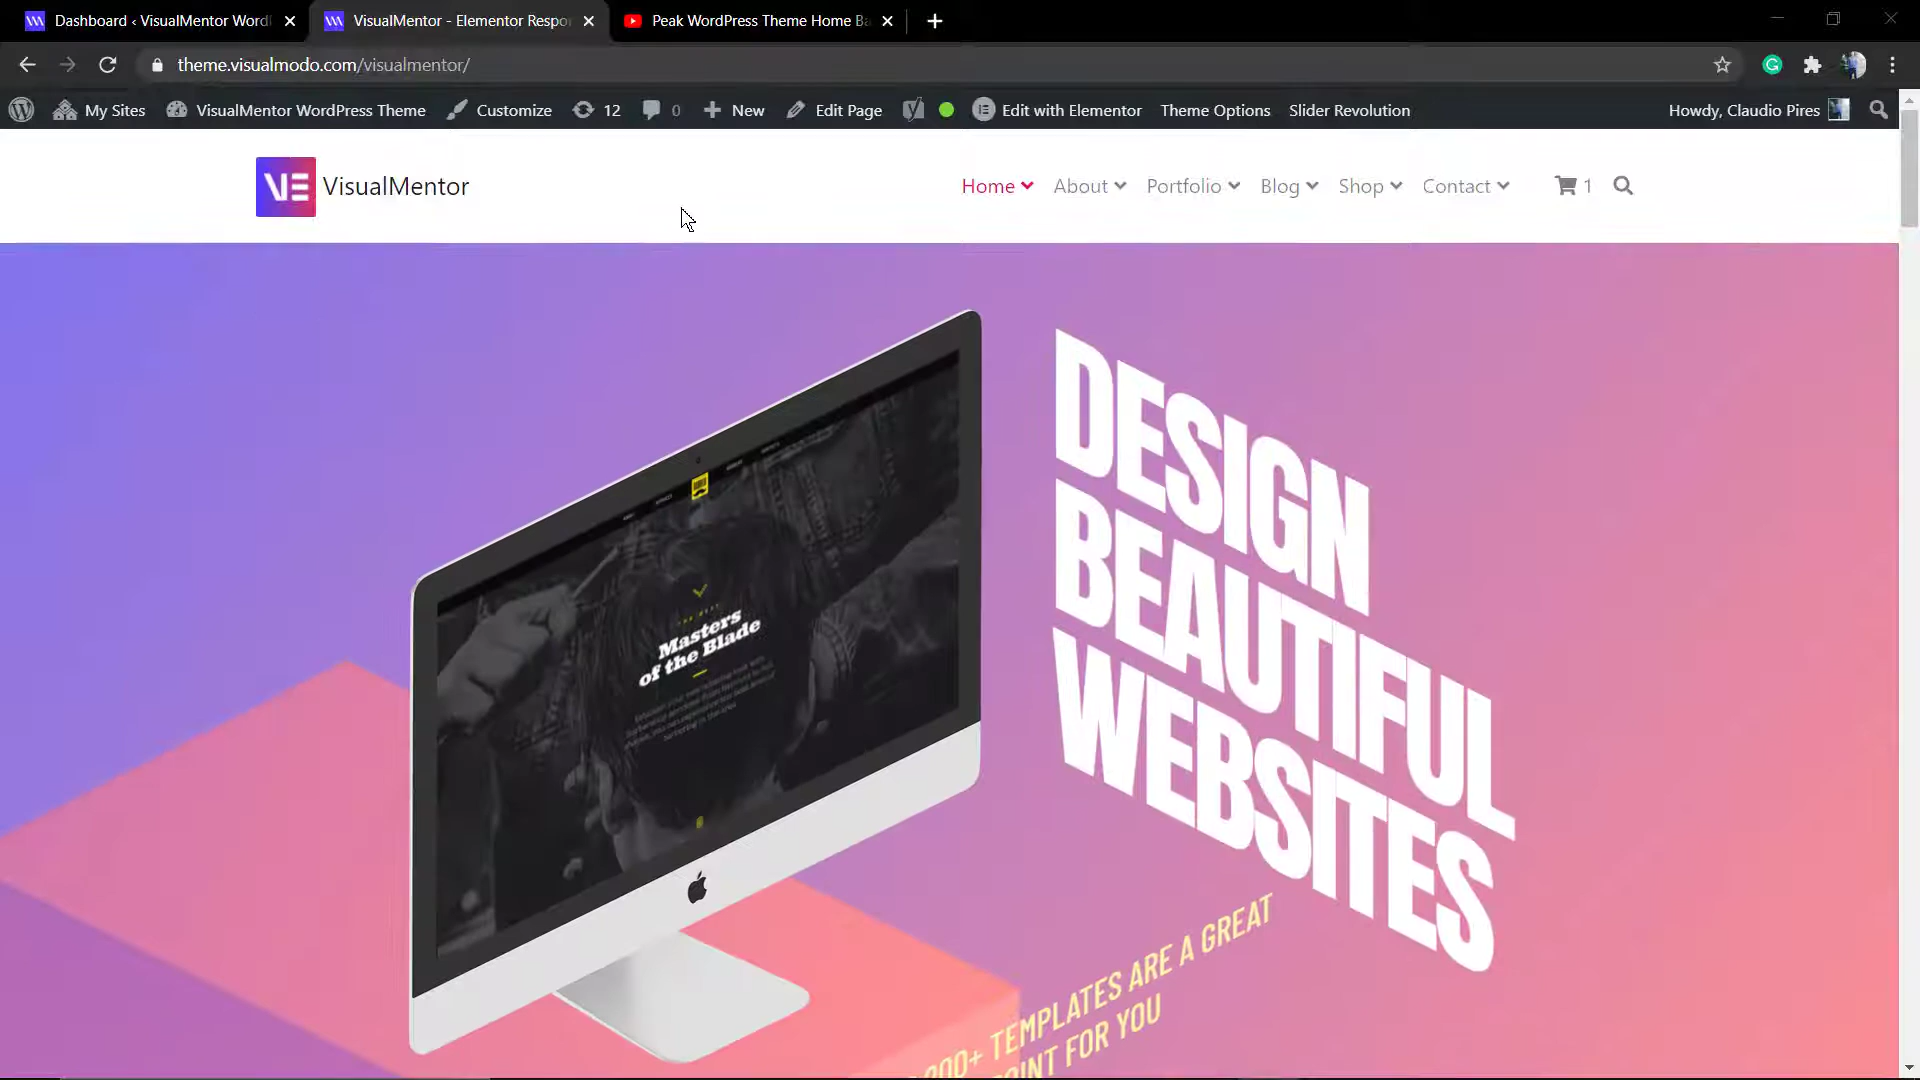 Dashboard ‹ VisualMentor Word
VisualMentor - Elementor Respo
Peak WordPress Theme Home Ba
theme.visualmodo.com/visualmentor/
My Sites
VisualMentor WordPress Theme
Customize
12
0
New
Edit Page
Edit with Elementor
Theme Options
Slider Revolution
Howdy, Claudio Pires
VE VisualMentor
Home
About
Portfolio
Blog
Shop
Contact
1
DESIGN
BEAUTIFUL
WEBSITES
Masters
of the Blade
TEMPLATES ARE A GREAT
FOR YOU